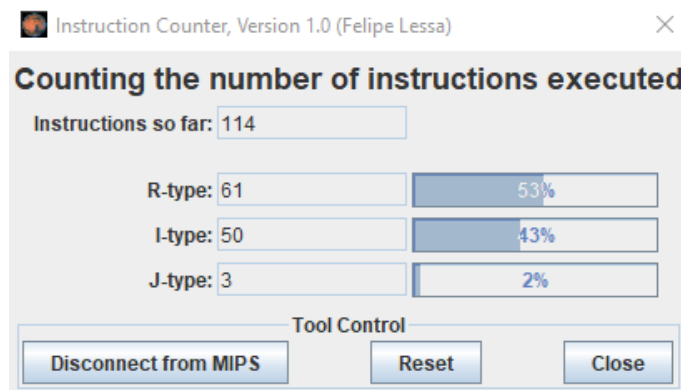 Instruction Counter, Version 1.0 (Felipe Lessa)
Counting the number of instructions executed
Instructions so far: 114
R-type: 61 53%
I-type: 50 43%
J-type: 3 2%
Tool Control
Disconnect from MIPS Reset Close